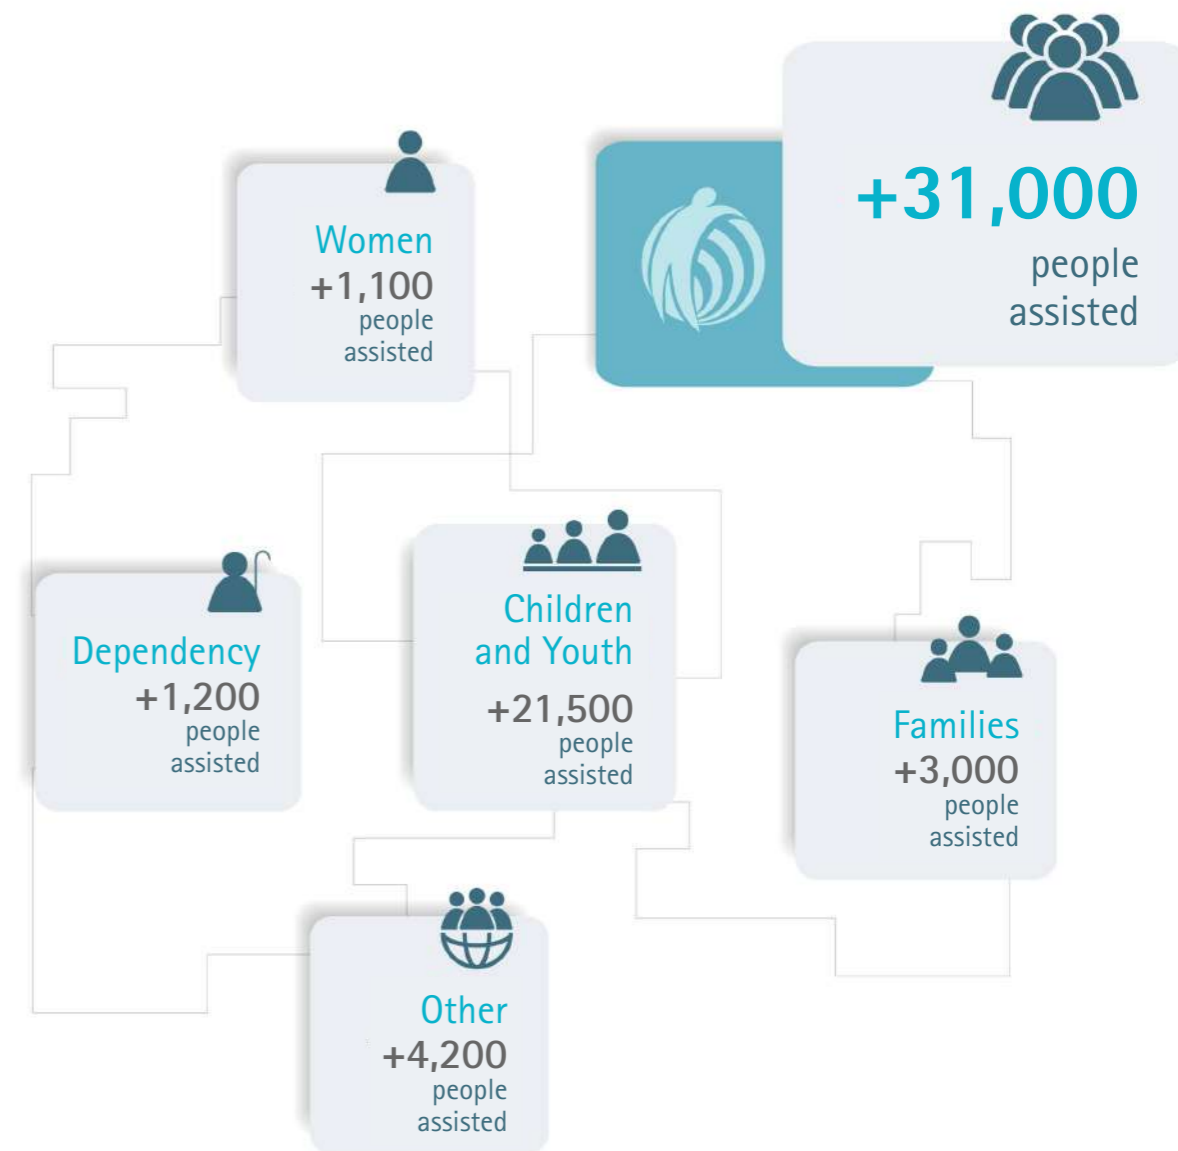 +31,000
people
assisted
Women
+1,100
people
assisted
Dependency
+1,200
people
assisted
Children
and Youth
+21,500
people
assisted
Families
+3,000
people
assisted
Other
+4,200
people
assisted